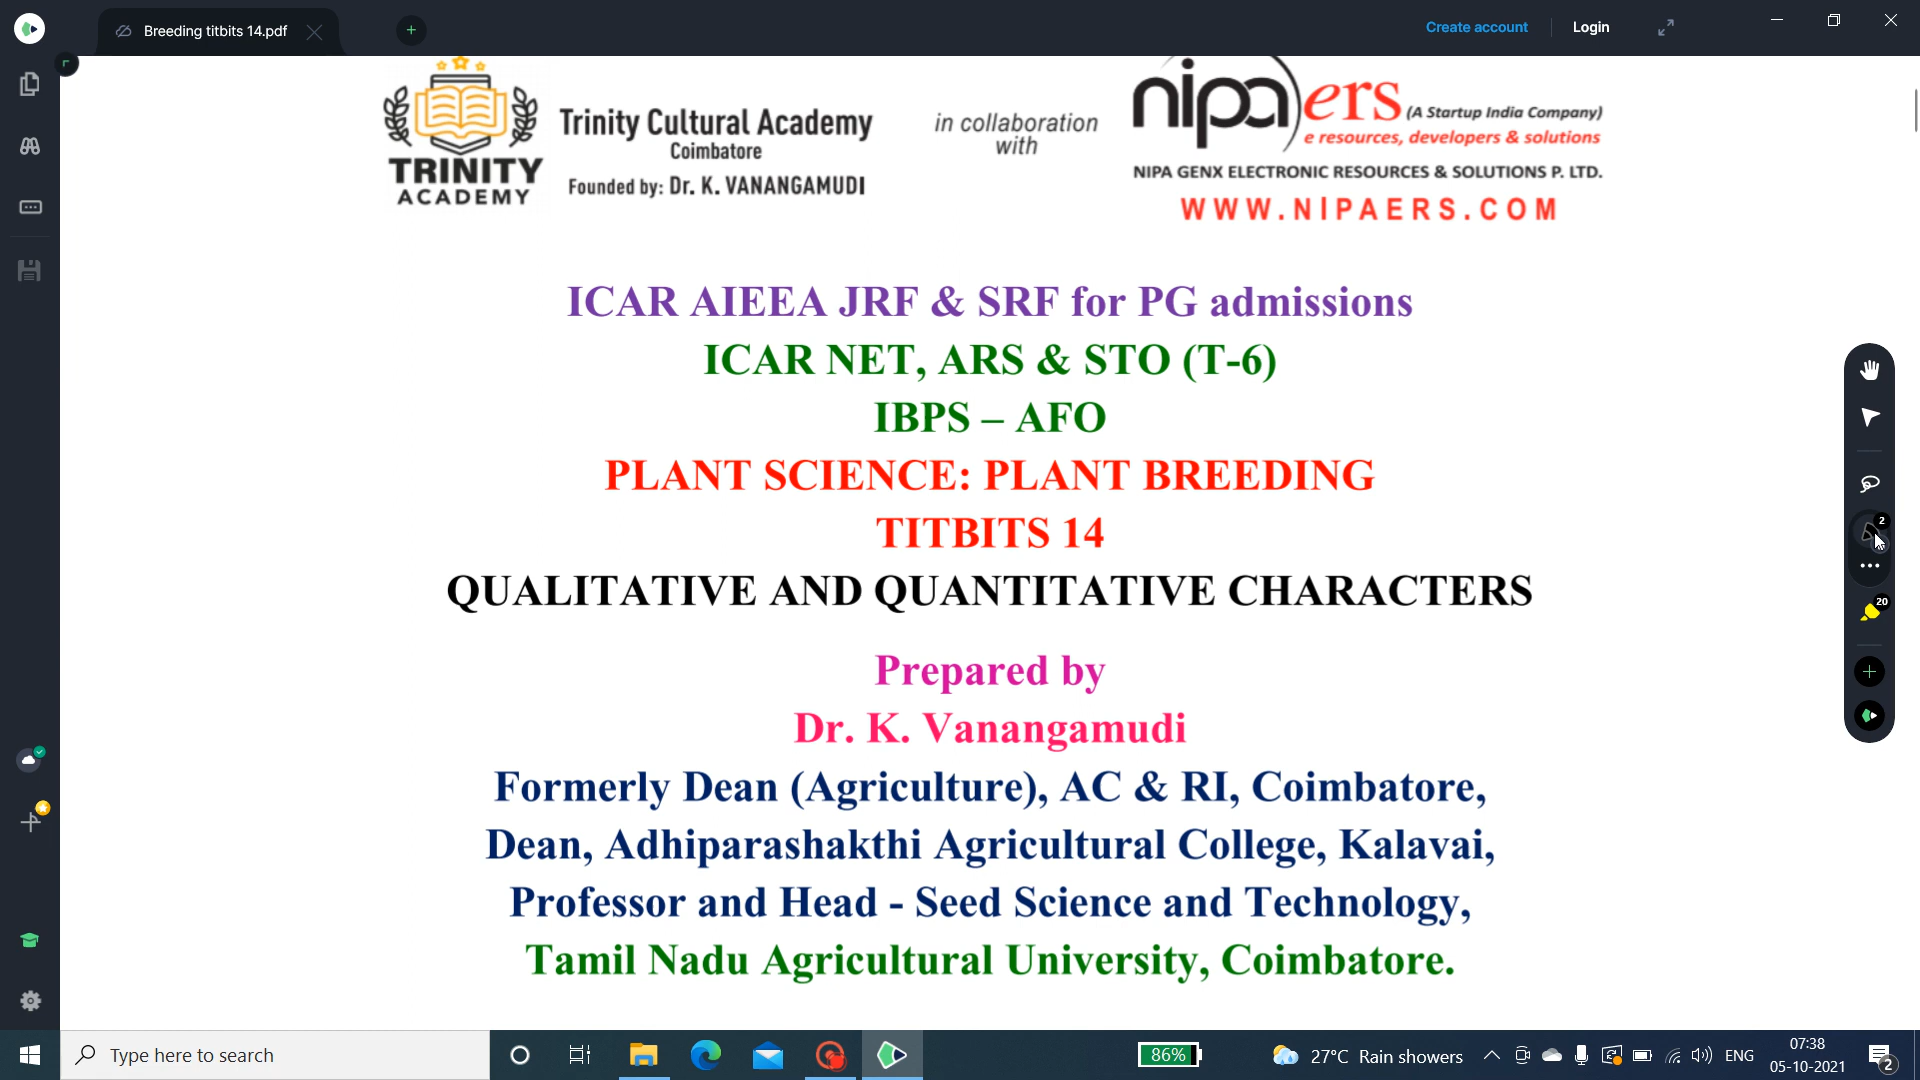 Breeding titbits 14.pdf
Create account
Login
TRINITY
ACADEMY
Trinity Cultural Academy
Coimbatore
Founded by: Dr. K. VANANGAMUDI
in collaboration
with
nipaers (A Startup India Company)
e resources, developers & solutions
NIPA GENX ELECTRONIC RESOURCES & SOLUTIONS P. LTD.
WWW.NIPAERS.COM
ICAR AIEEA JRF & SRF for PG admissions
ICAR NET, ARS & STO (T-6)
IBPS – AFO
PLANT SCIENCE: PLANT BREEDING
TITBITS 14
QUALITATIVE AND QUANTITATIVE CHARACTERS
Prepared by
Dr. K. Vanangamudi
Formerly Dean (Agriculture), AC & RI, Coimbatore,
Dean, Adhiparashakthi Agricultural College, Kalavai,
Professor and Head - Seed Science and Technology,
Tamil Nadu Agricultural University, Coimbatore.
2
20
Type here to search
86%
27°C Rain showers
ENG
07:38
05-10-2021
2